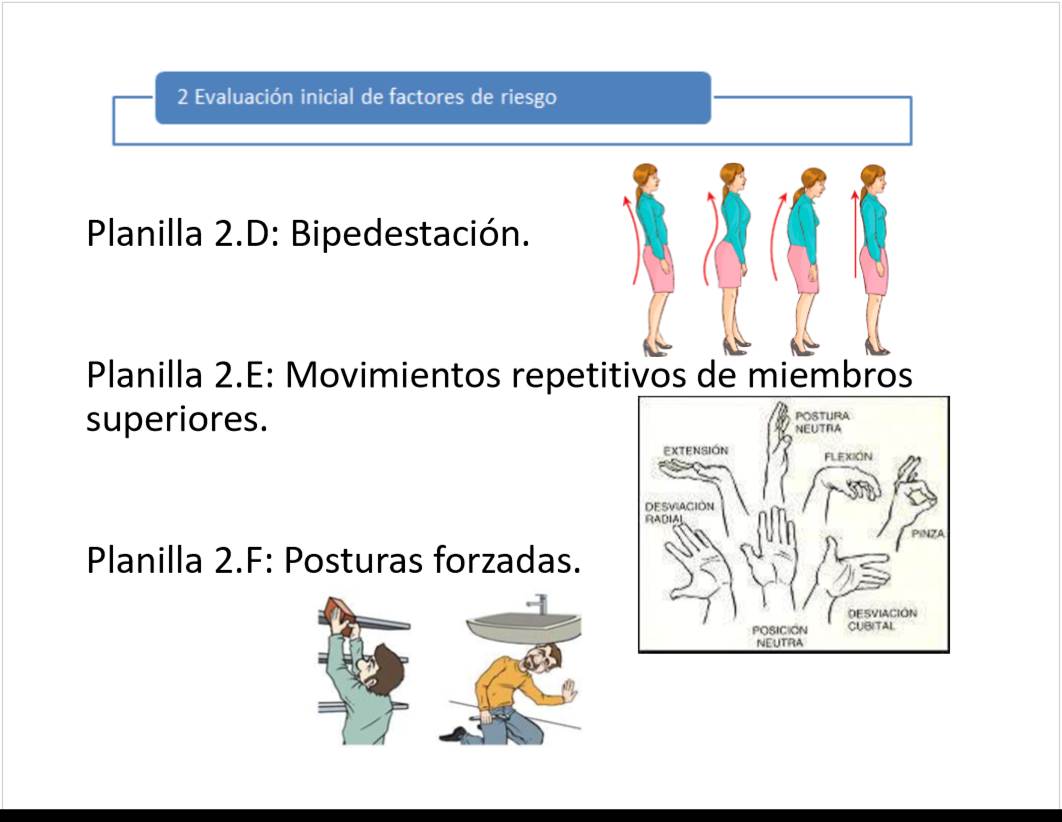 2 Evaluación inicial de factores de riesgo
Planilla 2.D: Bipedestación.
Planilla 2.E: Movimientos repetitivos de miembros
superiores.
POSTURA
NEUTRA
EXTENSIÓN
FLEXIÓN
DESVIACIÓN
RADIAL
PINZA
POSICIÓN
NEUTRA
DESVIACIÓN
CUBITAL
Planilla 2.F: Posturas forzadas.